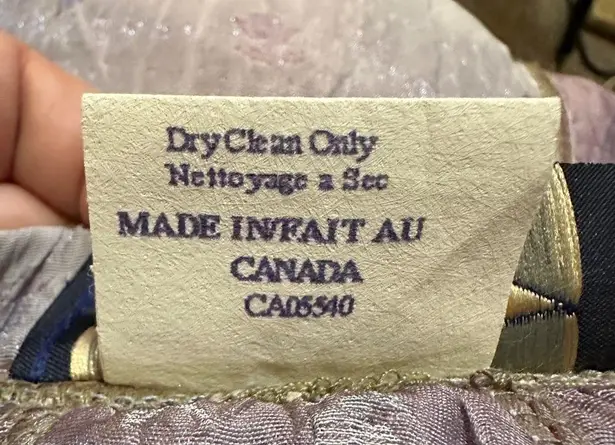 Dry Clean Only
Nettoyage a Sec
MADE IN/FAIT AU
CANADA
CA05540